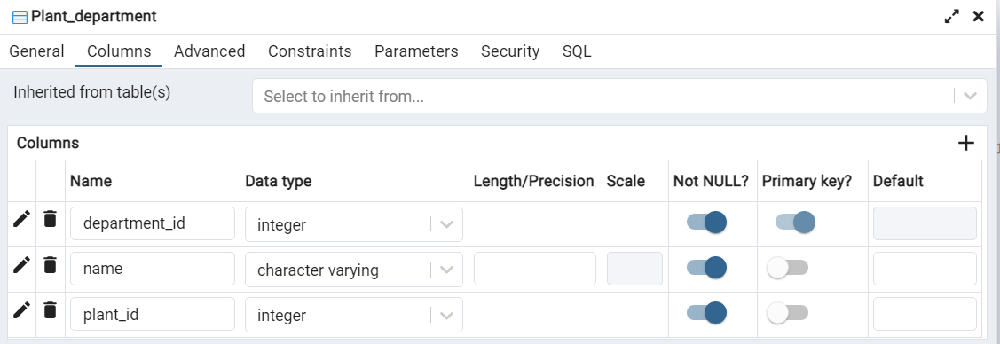 Plant_department
General Columns Advanced Constraints Parameters Security SQL
Inherited from table(s) Select to inherit from...
Columns
Name Data type Length/Precision Scale Not NULL? Primary key? Default
department_id integer
name character varying
plant_id integer